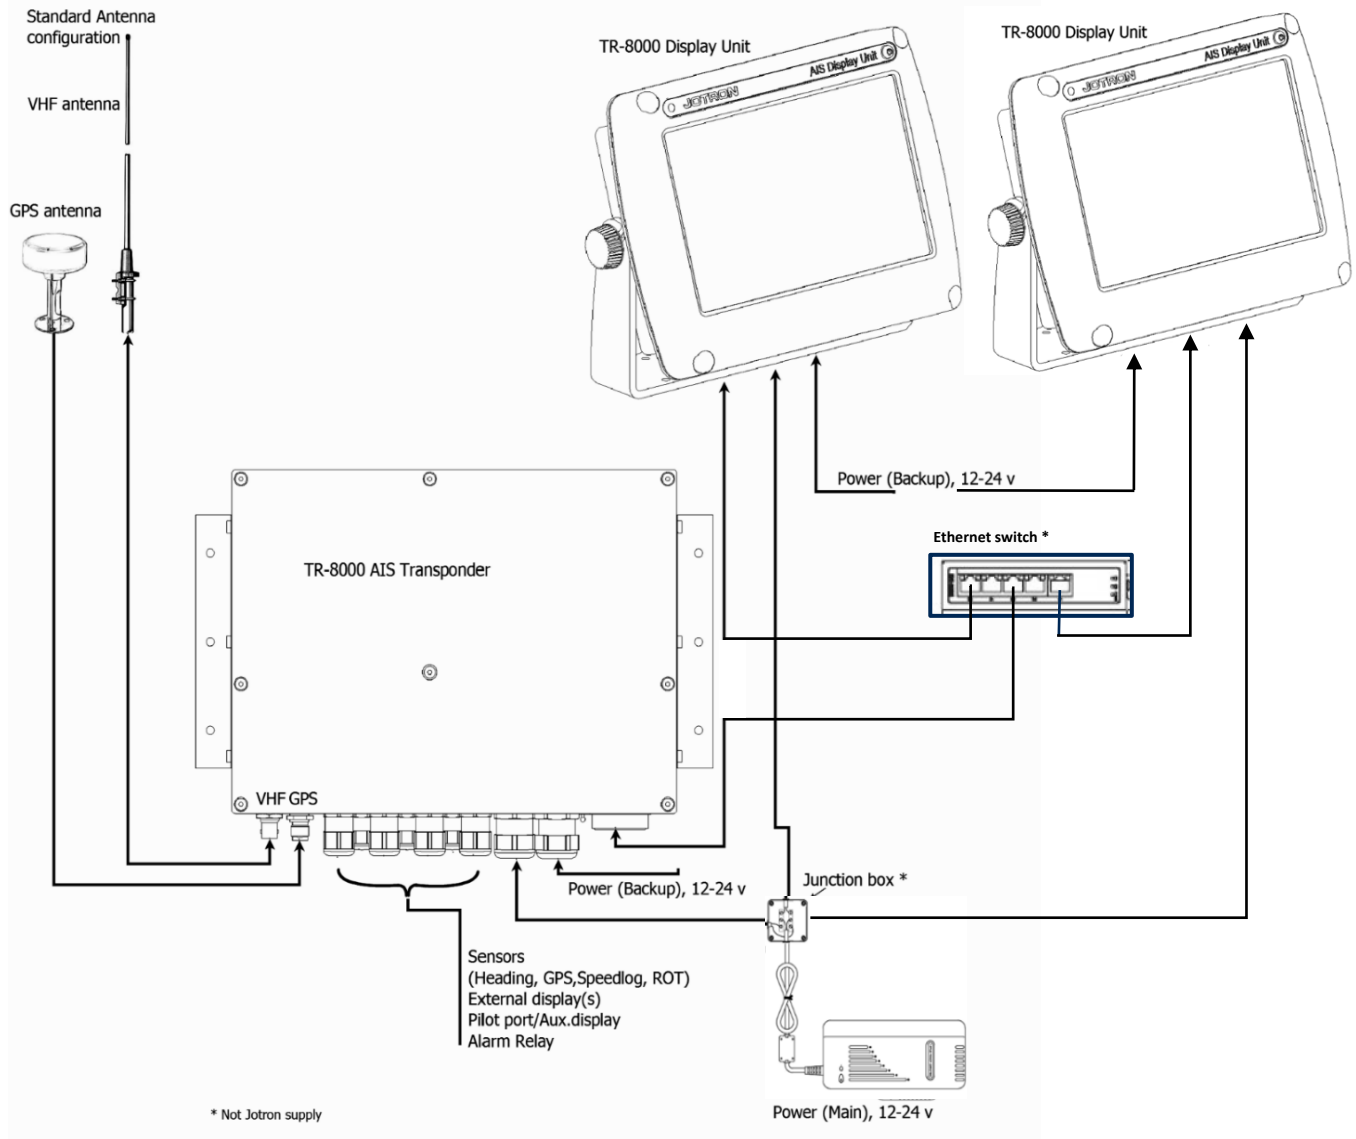 Standard Antenna
configuration
VHF antenna
GPS antenna
TR-8000 Display Unit
AIS Display Unit
JOTRON
TR-8000 Display Unit
AIS Display Unit
JOTRON
Power (Backup), 12-24 v
Ethernet switch *
TR-8000 AIS Transponder
VHF GPS
Power (Backup), 12-24 v
Junction box *
Sensors
(Heading, GPS,Speedlog, ROT)
External display(s)
Pilot port/Aux.display
Alarm Relay
Power (Main), 12-24 v
* Not Jotron supply